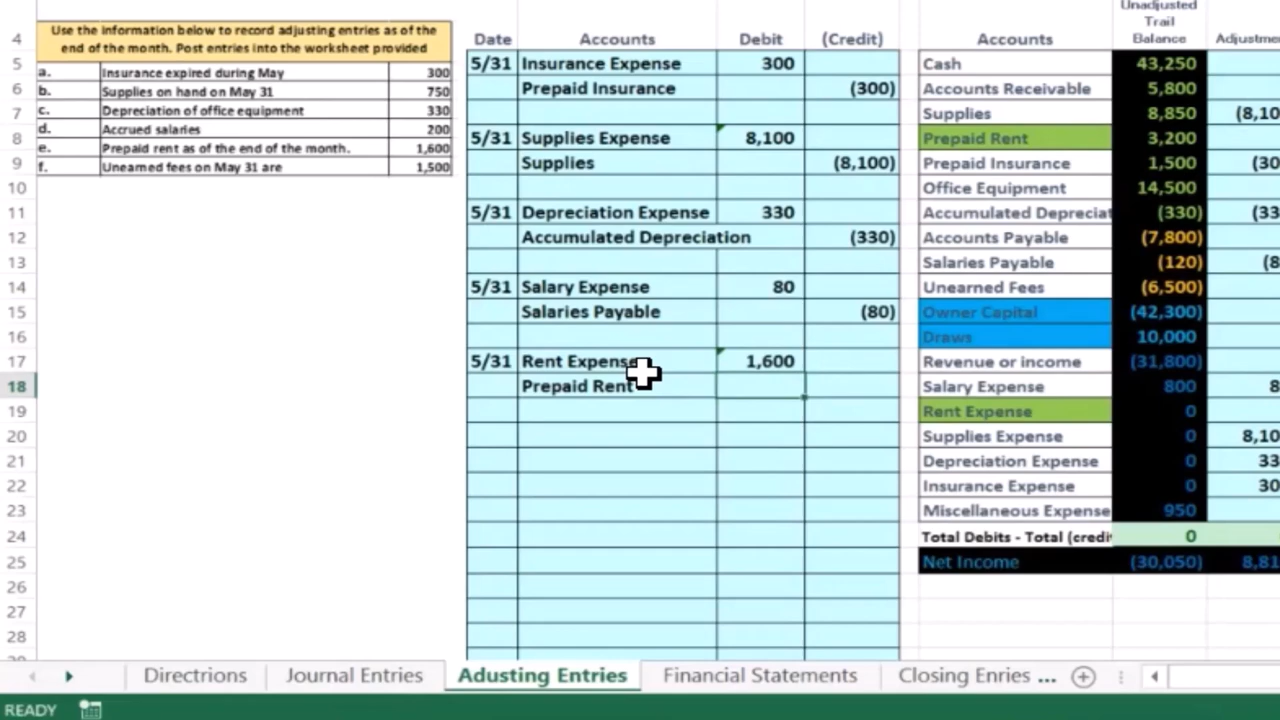 Use the information below to record adjusting entries as of the
end of the month. Post entries into the worksheet provided
a. Insurance expired during May 300
b. Supplies on hand on May 31 750
c. Depreciation of office equipment 330
d. Accrued salaries 200
e. Prepaid rent as of the end of the month. 1,600
f. Unearned fees on May 31 are 1,500
4 Date Accounts Debit (Credit)
5 5/31 Insurance Expense 300
6 Prepaid Insurance (300)
7
8 5/31 Supplies Expense 8,100
9 Supplies (8,100)
10
11 5/31 Depreciation Expense 330
12 Accumulated Depreciation (330)
13
14 5/31 Salary Expense 80
15 Salaries Payable (80)
16
17 5/31 Rent Expense 1,600
18 Prepaid Rent
19
20
21
22
23
24
25
26
27
28
Unadjusted
Trail
Accounts Balance Adjustme
Cash 43,250
Accounts Receivable 5,800
Supplies 8,850 (8,10
Prepaid Rent 3,200
Prepaid Insurance 1,500 (30
Office Equipment 14,500
Accumulated Depreciat (330) (33
Accounts Payable (7,800)
Salaries Payable (120) (8
Unearned Fees (6,500)
Owner Capital (42,300)
Draws 10,000
Revenue or income (31,800)
Salary Expense 800 8
Rent Expense 0
Supplies Expense 0 8,10
Depreciation Expense 0 33
Insurance Expense 0 30
Miscellaneous Expense 950
Total Debits - Total (credi 0
Net Income (30,050) 8,81
Directions Journal Entries Adusting Entries Financial Statements Closing Enries ...
READY